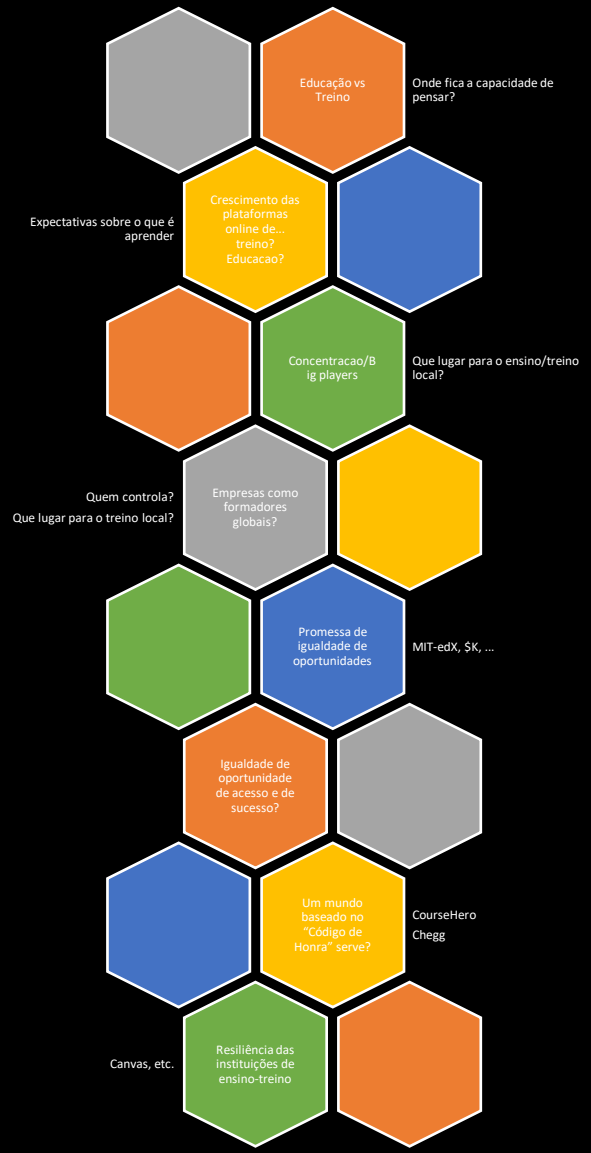 Educação vs
Treino
Onde fica a capacidade de
pensar?
Expectativas sobre o que é
aprender
Crescimento das
plataformas
online de...
treino?
Educacao?
Concentracao/B
ig players
Que lugar para o ensino/treino
local?
Quem controla?
Que lugar para o treino local?
Empresas como
formadores
globais?
Promessa de
igualdade de
oportunidades
MIT-edX, $K, ...
Igualdade de
oportunidade
de acesso e de
sucesso?
Um mundo
baseado no
“Código de
Honra” serve?
CourseHero
Chegg
Canvas, etc.
Resiliência das
instituições de
ensino-treino